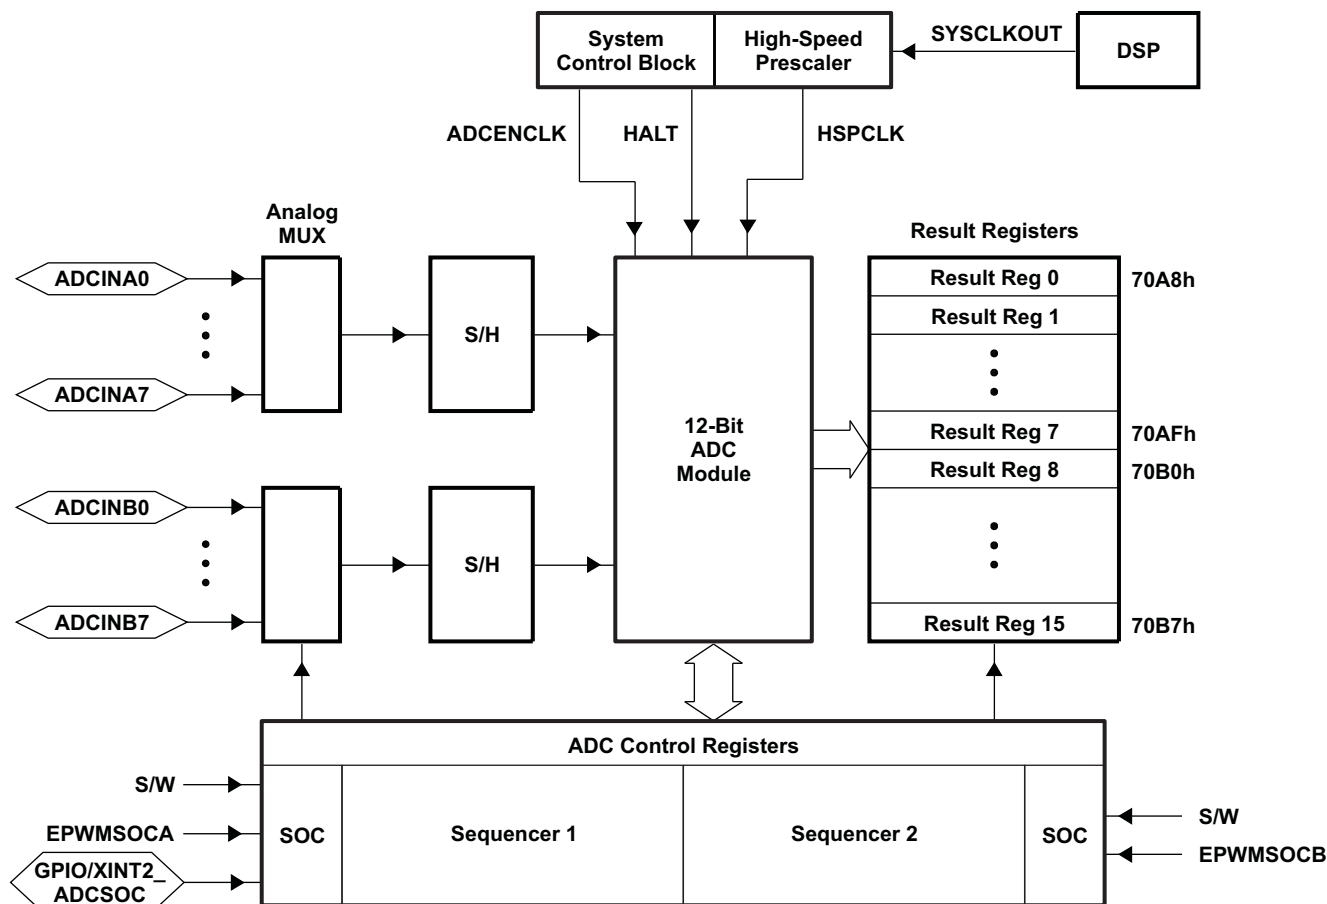 System
Control Block
High-Speed
Prescaler
SYSCLKOUT
DSP
ADCENCLK
HALT
HSPCLK
Analog
MUX
Result Registers
ADCINA0
ADCINA7
S/H
12-Bit
ADC
Module
Result Reg 0
70A8h
Result Reg 1
Result Reg 7
70AFh
Result Reg 8
70B0h
ADCINB0
ADCINB7
S/H
Result Reg 15
70B7h
ADC Control Registers
S/W
EPWMSOCA
GPIO/XINT2_
ADCSOC
SOC
Sequencer 1
Sequencer 2
SOC
S/W
EPWMSOCB